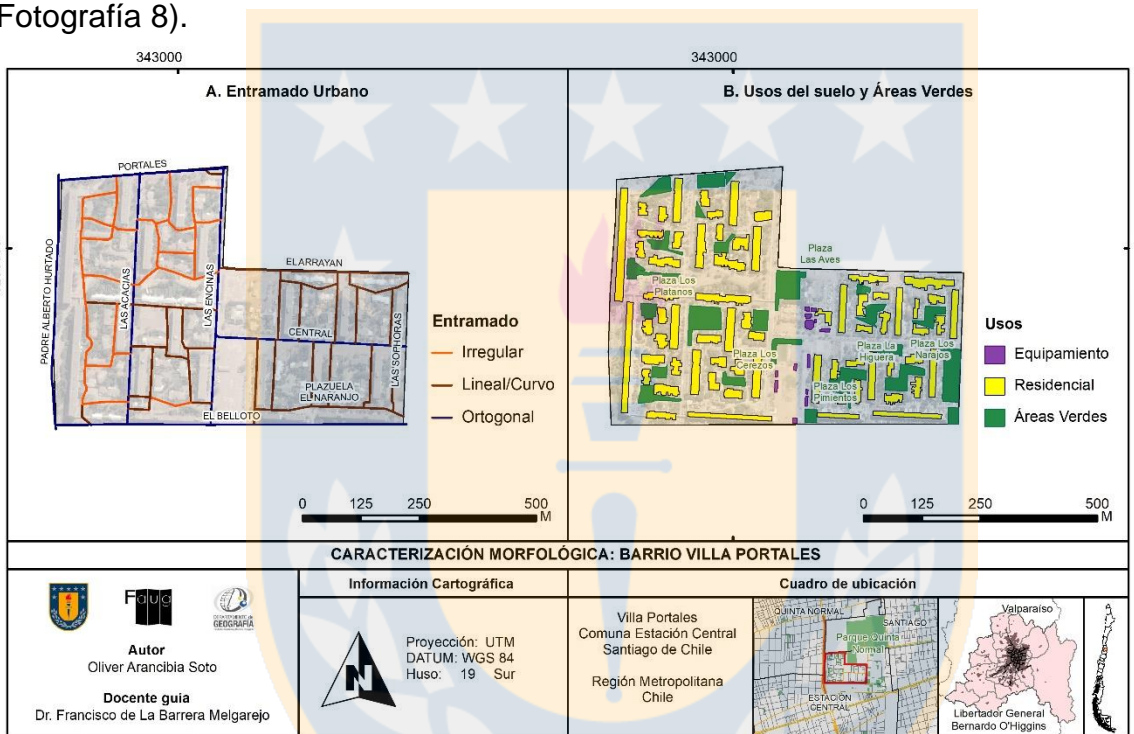 Fotografía 8).
343000
343000
A. Entramado Urbano
B. Usos del suelo y Áreas Verdes
PORTALES
PADRE ALBERTO HURTADO
LAS ACACIAS
LAS ENCINAS
ELARRAYAN
CENTRAL
LAS SOPHORAS
PLAZUELA
EL NARANJO
EL BELLOTO
Entramado
Irregular
Lineal/Curvo
Ortogonal
0 125 250 500
M
Plaza
Las Aves
Plaza Los
Platanos
Plaza Los
Cerezos
Plaza La
Higuera
Plaza Los
Narajos
Plaza Los
Pimientos
Usos
Equipamiento
Residencial
Áreas Verdes
0 125 250 500
M
CARACTERIZACIÓN MORFOLÓGICA: BARRIO VILLA PORTALES
Faug
DEPARTAMENTO de
GEOGRAFÍA
Autor
Oliver Arancibia Soto
Docente guia
Dr. Francisco de La Barrera Melgarejo
Información Cartográfica
N
Proyección: UTM
DATUM: WGS 84
Huso: 19 Sur
Villa Portales
Comuna Estación Central
Santiago de Chile
Región Metropolitana
Chile
Cuadro de ubicación
QUINTA NORMAL
SANTIAGO
Parque Quinta
Normal
ESTACIÓN
CENTRAL
Valparaíso
Libertador General
Bernardo O'Higgins